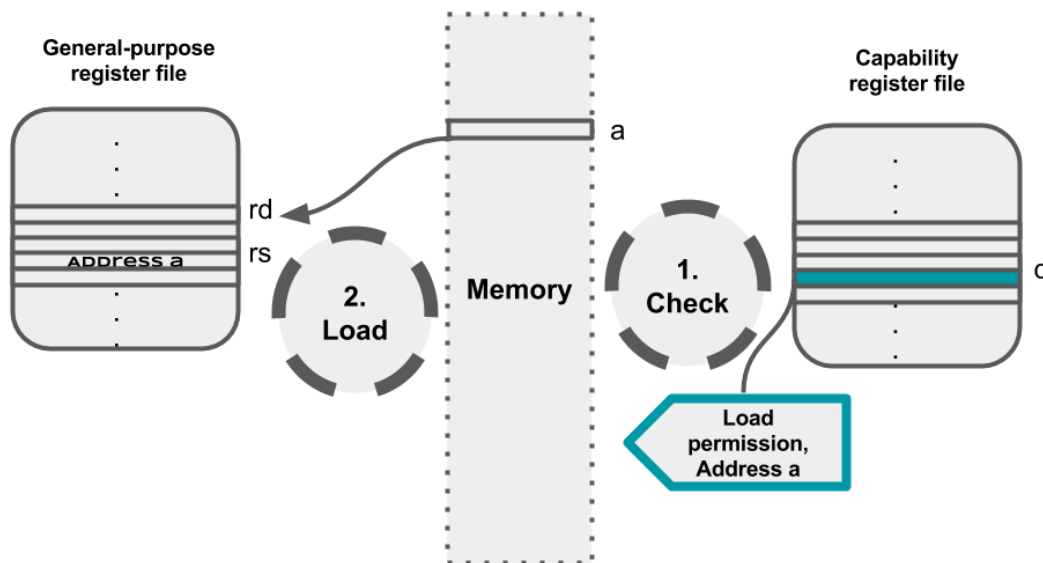 General-purpose
register file
Capability
register file
a
rd
rs
Address a
2.
Load
Memory
1.
Check
c
Load
permission,
Address a